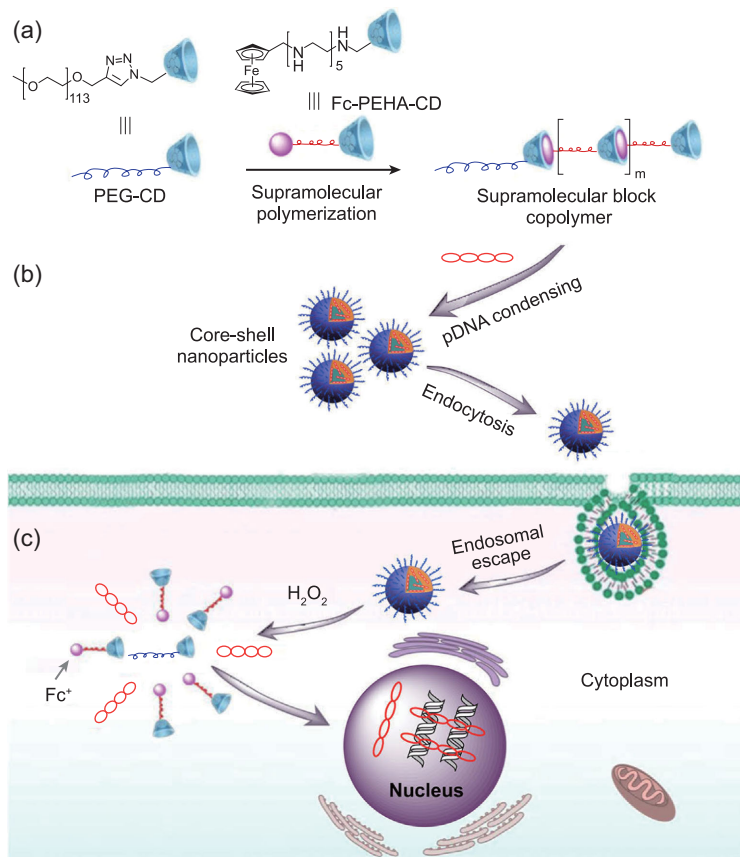 (a)
N=N
O
O
N
113
PEG-CD
Fe
N
H
H
N
5
Fc-PEHA-CD
Supramolecular
polymerization
m
Supramolecular block
copolymer
(b)
pDNA condensing
Core-shell
nanoparticles
Endocytosis
(c)
Endosomal
escape
H₂O₂
Fc⁺
Cytoplasm
Nucleus